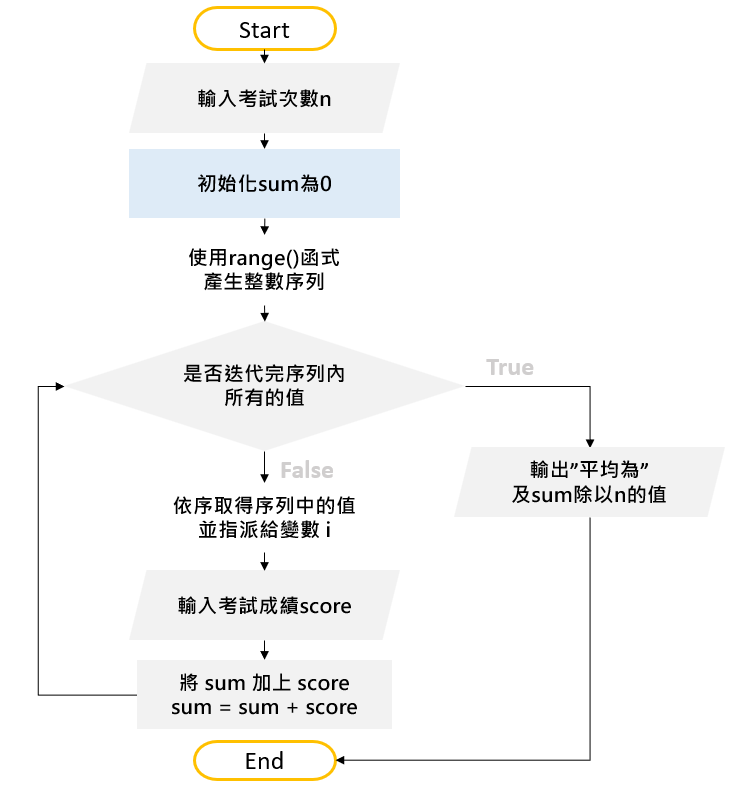 Start
輸入考試次數n
初始化sum為0
使用range()函式
產生整數序列
是否迭代完序列內
所有的值
True
False
輸出”平均為”
及sum除以n的值
依序取得序列中的值
並指派給變數 i
輸入考試成績score
將 sum 加上 score
sum = sum + score
End